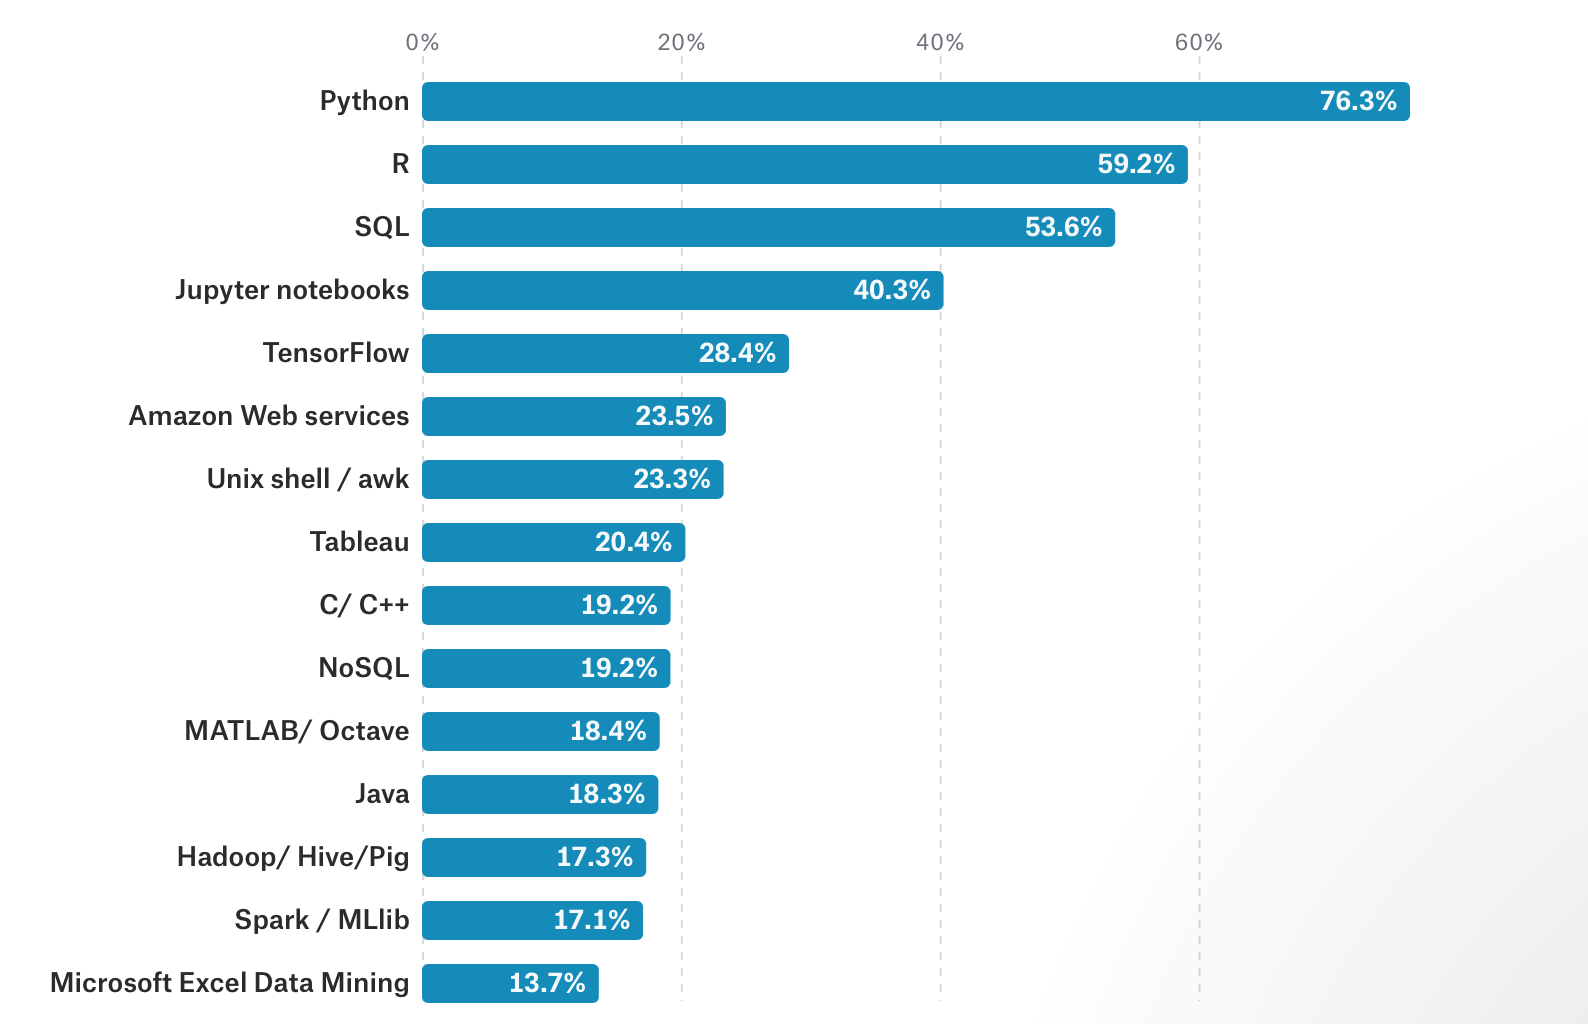 0% 20% 40% 60%
Python 76.3%
R 59.2%
SQL 53.6%
Jupyter notebooks 40.3%
TensorFlow 28.4%
Amazon Web services 23.5%
Unix shell / awk 23.3%
Tableau 20.4%
C/ C++ 19.2%
NoSQL 19.2%
MATLAB/ Octave 18.4%
Java 18.3%
Hadoop/ Hive/Pig 17.3%
Spark / MLlib 17.1%
Microsoft Excel Data Mining 13.7%